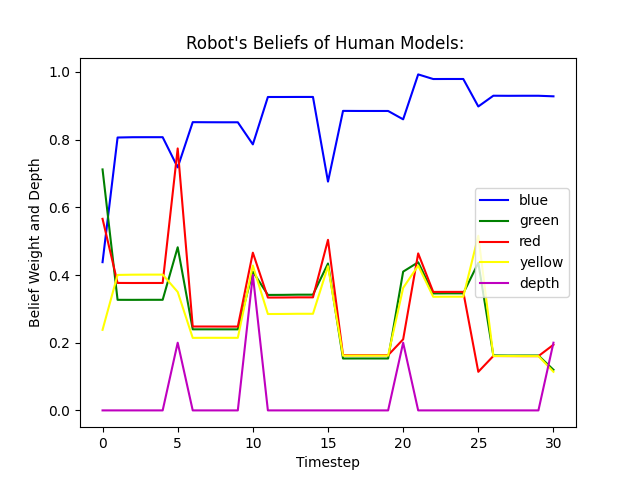 Robot's Beliefs of Human Models:
1.0
0.8
0.6
0.4
0.2
0.0
Belief Weight and Depth
blue
green
red
yellow
depth
0 5 10 15 20 25 30
Timestep